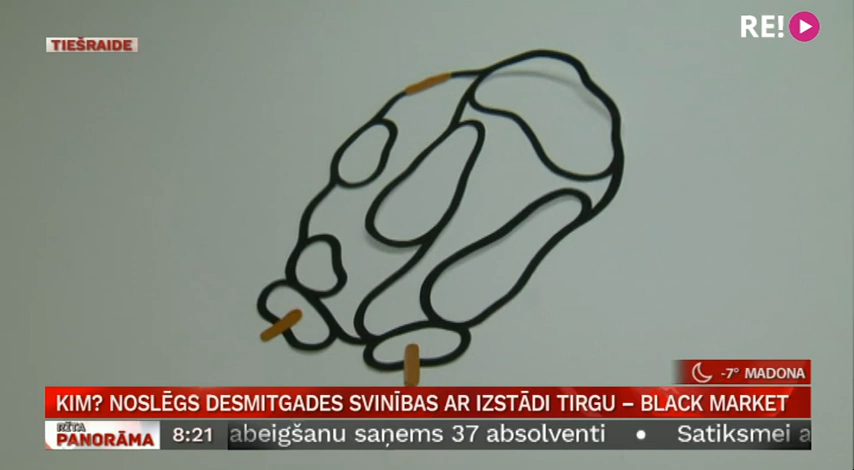 RE!
TIEŠRAIDE
-7° MADONA
KIM? NOSLĒGS DESMITGADES SVINĪBAS AR IZSTĀDI TIRGU – BLACK MARKET
RĪTA
PANORĀMA 8:21 abeigšanu saņems 37 absolventi • Satiksmei a